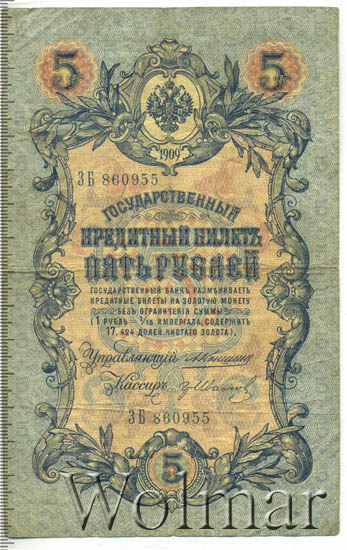 5 5
1909
ЗБ 860955
ГОСУДАРСТВЕННЫЙ
КРЕДИТНЫЙ БИЛЕТЪ
ПЯТЬ РУБЛЕЙ
ГОСУДАРСТВЕННЫЙ БАНКЪ РАЗМѢНИВАЕТЪ
КРЕДИТНЫЕ БИЛЕТЫ НА ЗОЛОТУЮ МОНЕТУ
БЕЗЪ ОГРАНИЧЕНІЯ СУММЫ
(1 РУБЛЬ = 1/15 ИМПЕРІАЛА, СОДЕРЖИТЪ
17,424 ДОЛЕЙ ЧИСТАГО ЗОЛОТА).
Управляющій
Кассиръ
ЗБ 860955
5
Wolmar